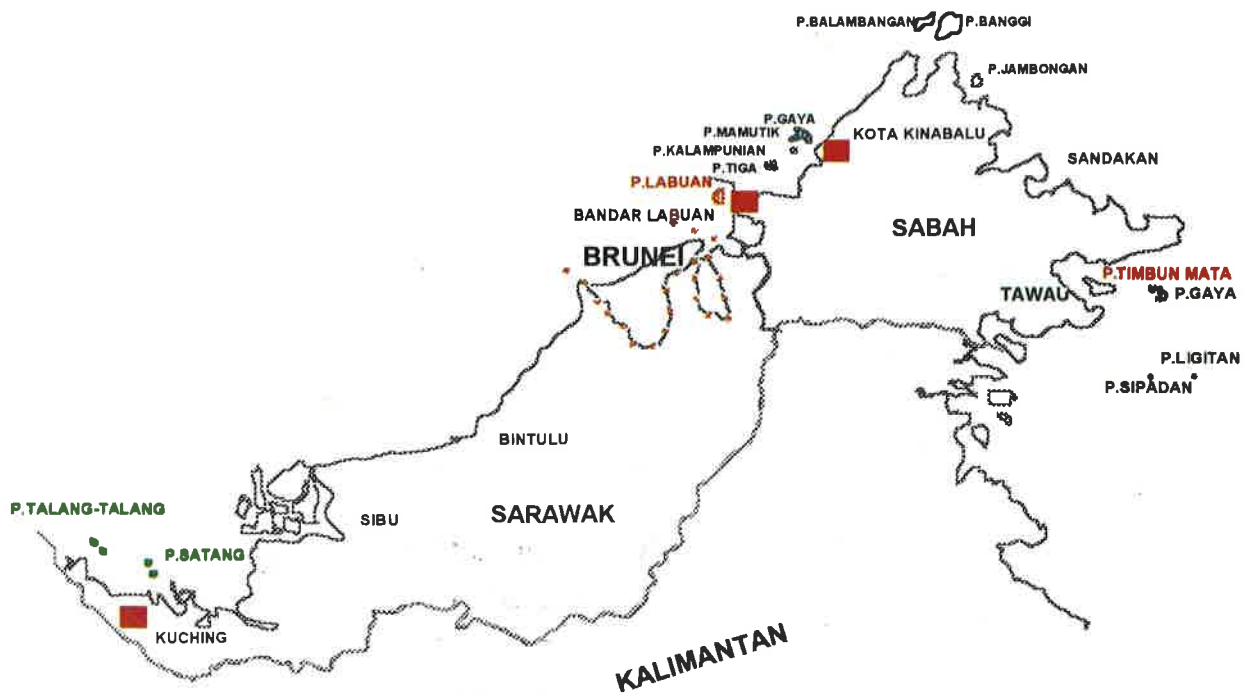 P.BALAMBANGAN
P.BANGGI
P.JAMBONGAN
P.GAYA
P.MAMUTIK
KOTA KINABALU
P.KALAMPUNIAN
P.TIGA
SANDAKAN
P.LABUAN
BANDAR LABUAN
SABAH
BRUNEI
P.TIMBUN MATA
TAWAU
P.GAYA
P.LIGITAN
P.SIPADAN
BINTULU
P.TALANG-TALANG
SIBU
SARAWAK
P.SATANG
KUCHING
KALIMANTAN